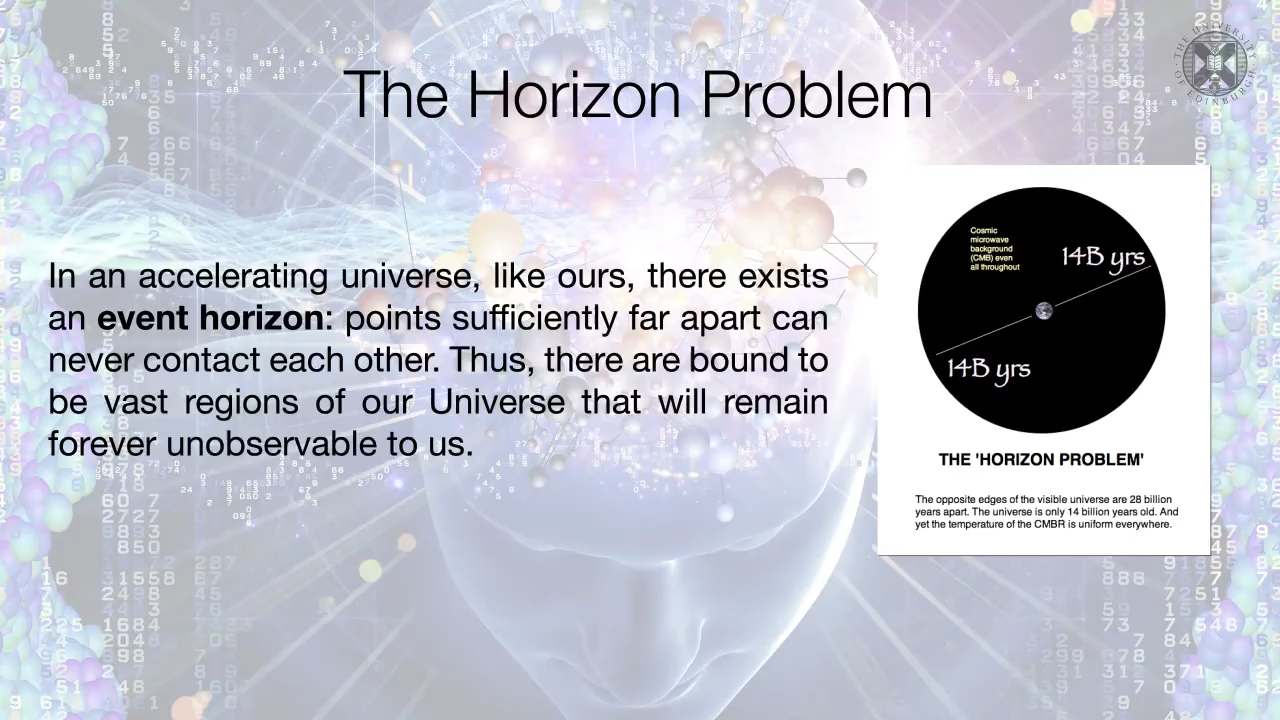 The Horizon Problem
THE UNIVERSITY OF EDINBURGH
In an accelerating universe, like ours, there exists
an event horizon: points sufficiently far apart can
never contact each other. Thus, there are bound to
be vast regions of our Universe that will remain
forever unobservable to us.
Cosmic
microwave
background
(CMB) even
all throughout
14B yrs
14B yrs
THE 'HORIZON PROBLEM'
The opposite edges of the visible universe are 28 billion
years apart. The universe is only 14 billion years old. And
yet the temperature of the CMBR is uniform everywhere.